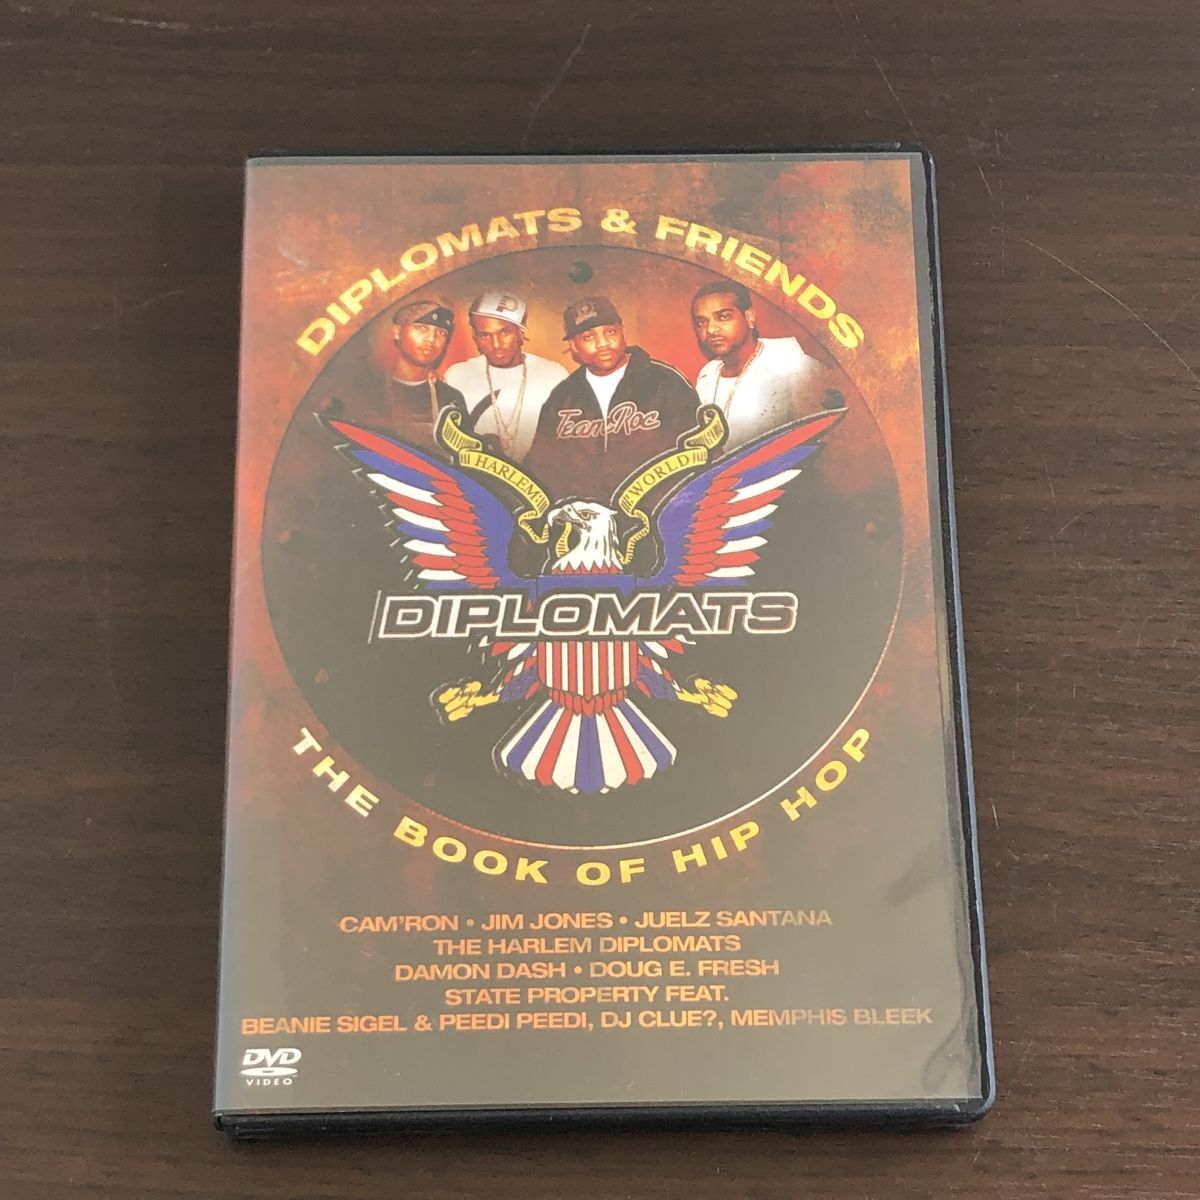 DIPLOMATS & FRIENDS
P
Team Roc
HARLEM WORLD
DIPLOMATS
THE BOOK OF HIP HOP
CAM'RON • JIM JONES • JUELZ SANTANA
THE HARLEM DIPLOMATS
DAMON DASH • DOUG E. FRESH
STATE PROPERTY FEAT.
BEANIE SIGEL & PEEDI PEEDI, DJ CLUE?, MEMPHIS BLEEK
DVD
VIDEO